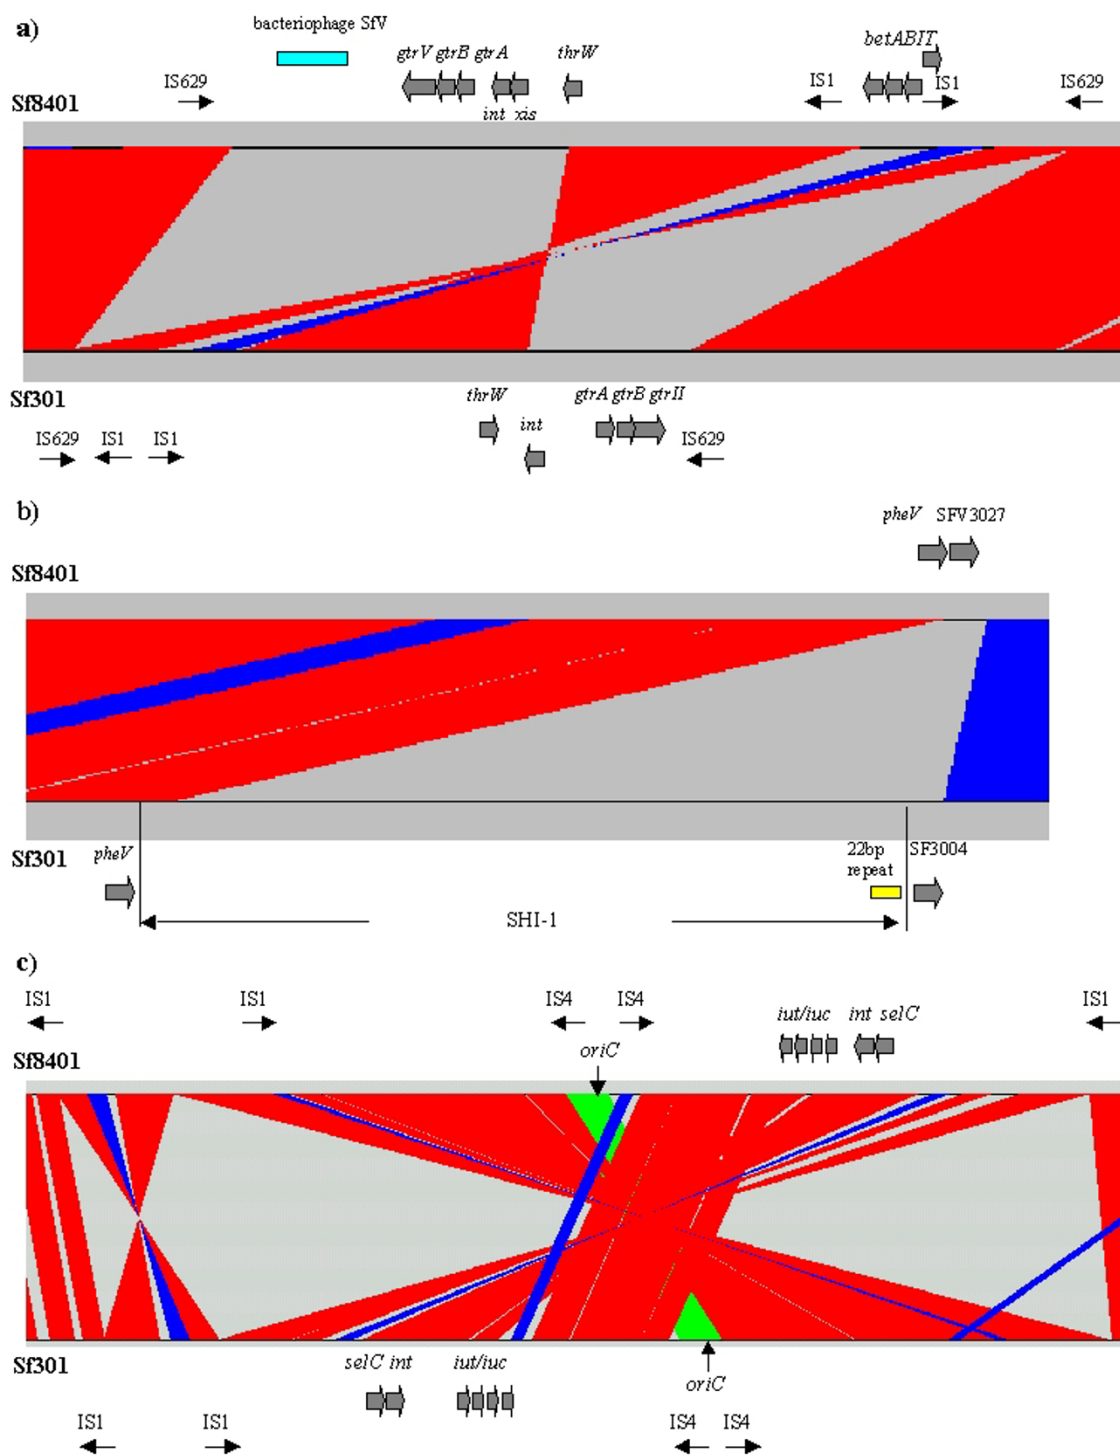 a)
bacteriophage SfV
gtrV gtrB gtrA thrW betABIT
IS629 IS1 IS1 IS629
Sf8401
int xis
Sf301
thrW gtrA gtrB gtrII
int
IS629 IS1 IS1 IS629
b)
pheV SFV3027
Sf8401
Sf301
pheV 22bp SF3004
repeat
SHI-1
c)
IS1 IS1 IS4 IS4 IS1
iut/iuc int selC
Sf8401
oriC
Sf301
selC int iut/iuc
oriC
IS1 IS1 IS4 IS4